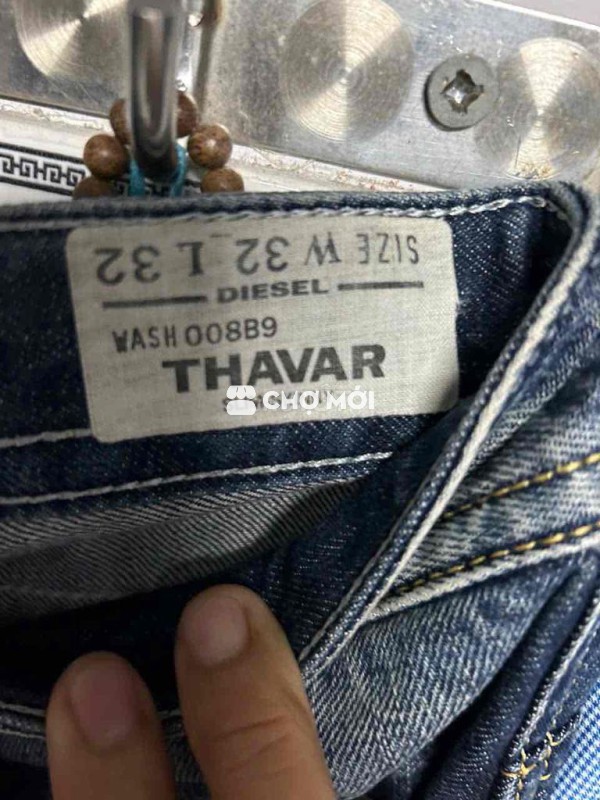 SIZE W 32 L 32
DIESEL
WASH 008B9
THAVAR
CHỢ MỚI